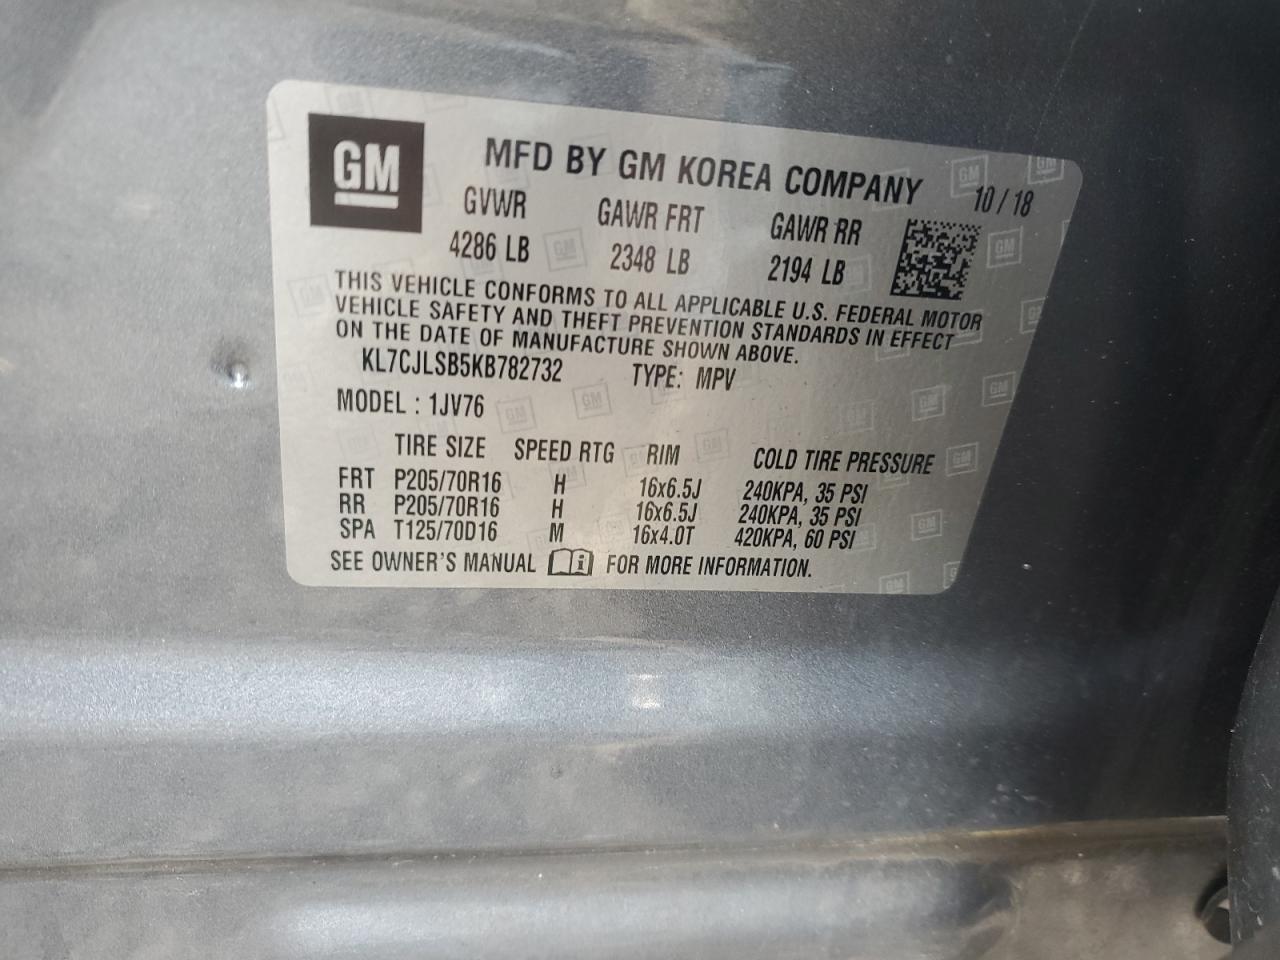 GM
MFD BY GM KOREA COMPANY
10 / 18
GVWR GAWR FRT GAWR RR
4286 LB 2348 LB 2194 LB
THIS VEHICLE CONFORMS TO ALL APPLICABLE U.S. FEDERAL MOTOR
VEHICLE SAFETY AND THEFT PREVENTION STANDARDS IN EFFECT
ON THE DATE OF MANUFACTURE SHOWN ABOVE.
KL7CJLSB5KB782732 TYPE: MPV
MODEL : 1JV76
TIRE SIZE SPEED RTG RIM COLD TIRE PRESSURE
FRT P205/70R16 H 16x6.5J 240KPA, 35 PSI
RR P205/70R16 H 16x6.5J 240KPA, 35 PSI
SPA T125/70D16 M 16x4.0T 420KPA, 60 PSI
SEE OWNER'S MANUAL FOR MORE INFORMATION.